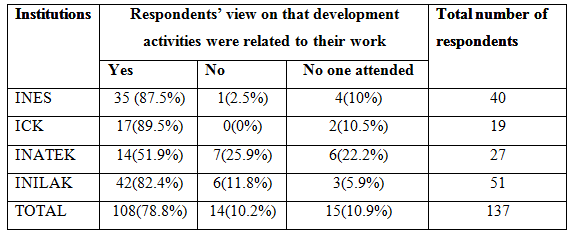 Institutions Respondents' view on that development Total number of
activities were related to their work respondents
Yes No No one attended
INES 35 (87.5%) 1(2.5%) 4(10%) 40
ICK 17(89.5%) 0(0%) 2(10.5%) 19
INATEK 14(51.9%) 7(25.9%) 6(22.2%) 27
INILAK 42(82.4%) 6(11.8%) 3(5.9%) 51
TOTAL 108(78.8%) 14(10.2%) 15(10.9%) 137